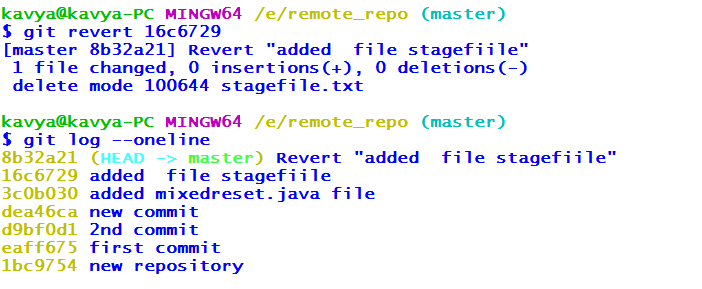 kavya@kavya-PC MINGW64 /e/remote_repo (master)
$ git revert 16c6729
[master 8b32a21] Revert "added  file stagefiile"
 1 file changed, 0 insertions(+), 0 deletions(-)
 delete mode 100644 stagefile.txt
kavya@kavya-PC MINGW64 /e/remote_repo (master)
$ git log --oneline
8b32a21 (HEAD -> master) Revert "added  file stagefiile"
16c6729 added  file stagefiile
3c0b030 added mixedreset.java file
dea46ca new commit
d9bf0d1 2nd commit
eaff675 first commit
1bc9754 new repository